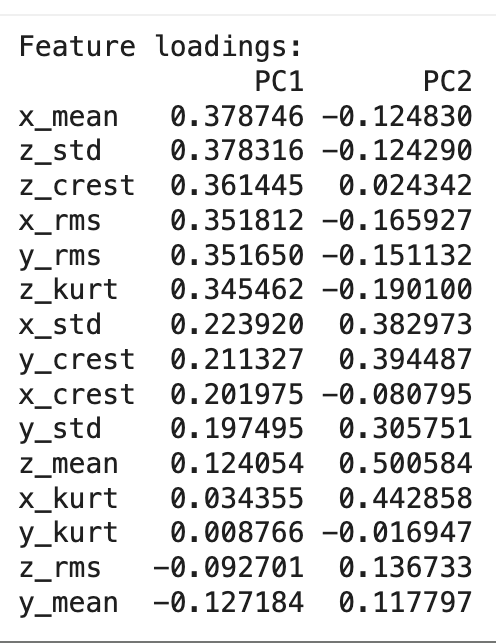 Feature loadings:
PC1 PC2
x_mean 0.378746 -0.124830
z_std 0.378316 -0.124290
z_crest 0.361445 0.024342
x_rms 0.351812 -0.165927
y_rms 0.351650 -0.151132
z_kurt 0.345462 -0.190100
x_std 0.223920 0.382973
y_crest 0.211327 0.394487
x_crest 0.201975 -0.080795
y_std 0.197495 0.305751
z_mean 0.124054 0.500584
x_kurt 0.034355 0.442858
y_kurt 0.008766 -0.016947
z_rms -0.092701 0.136733
y_mean -0.127184 0.117797